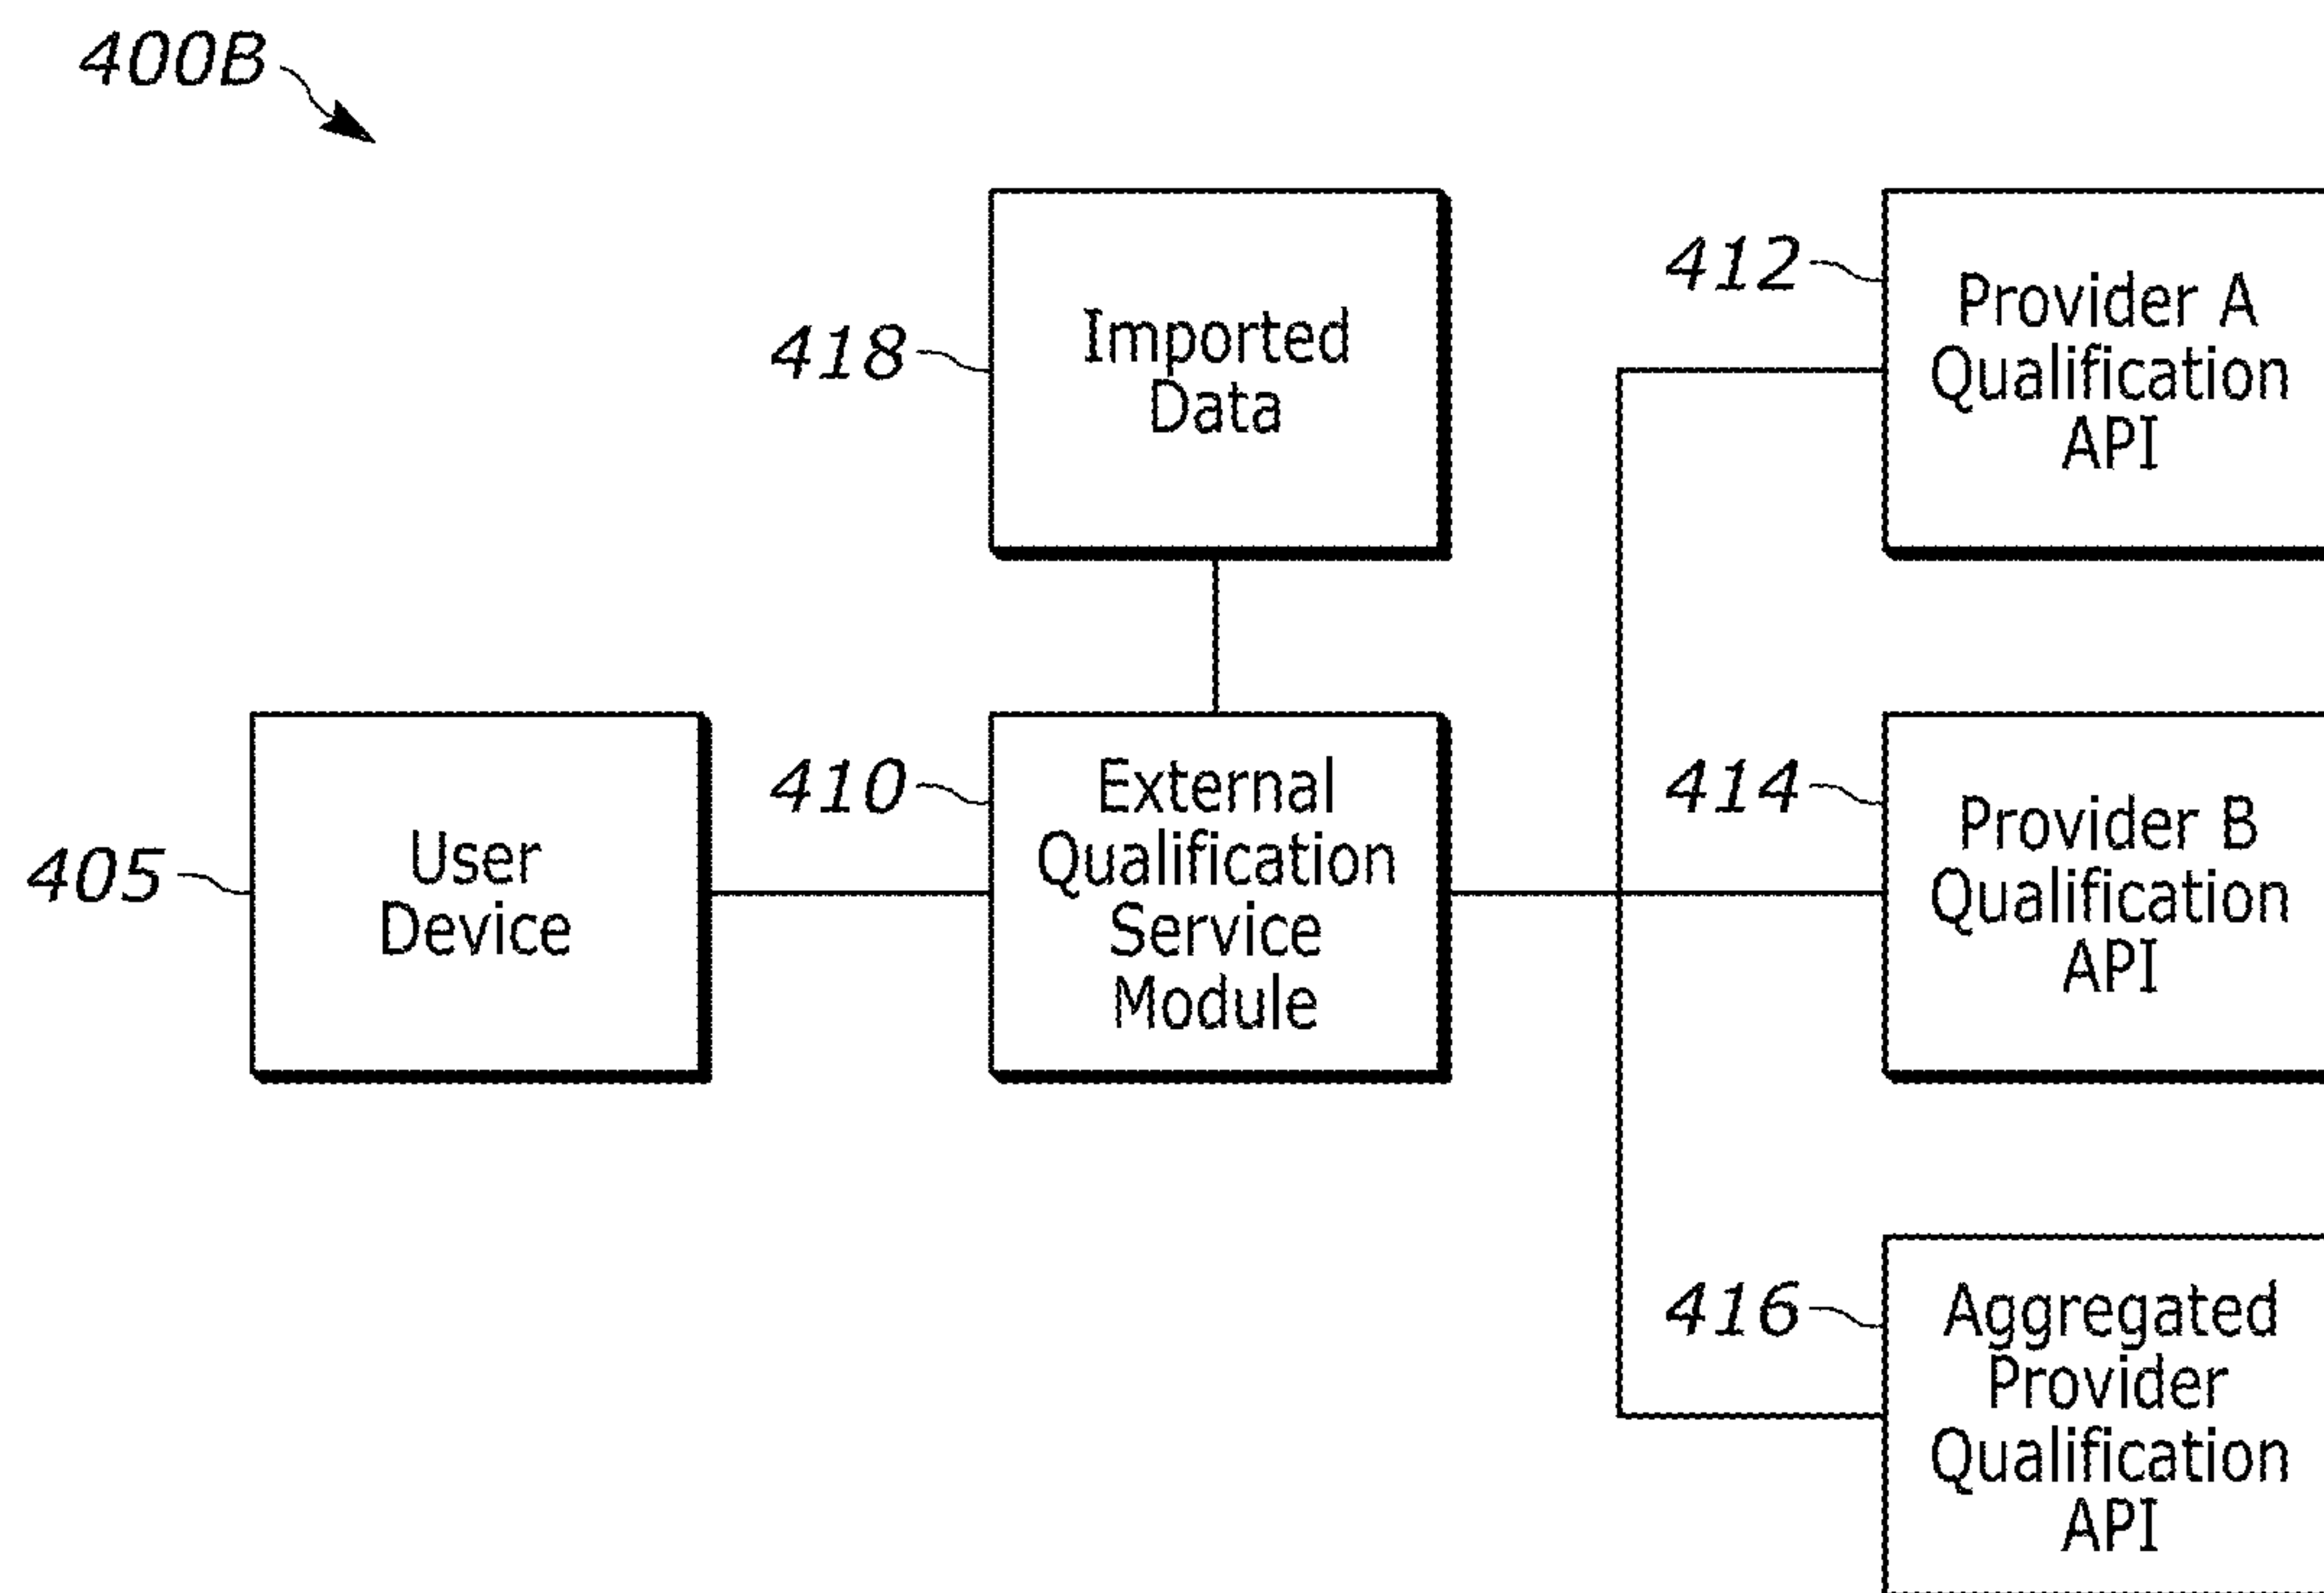 400B
418
Imported
Data
412
Provider A
Qualification
API
405
User
Device
410
External
Qualification
Service
Module
414
Provider B
Qualification
API
416
Aggregated
Provider
Qualification
API